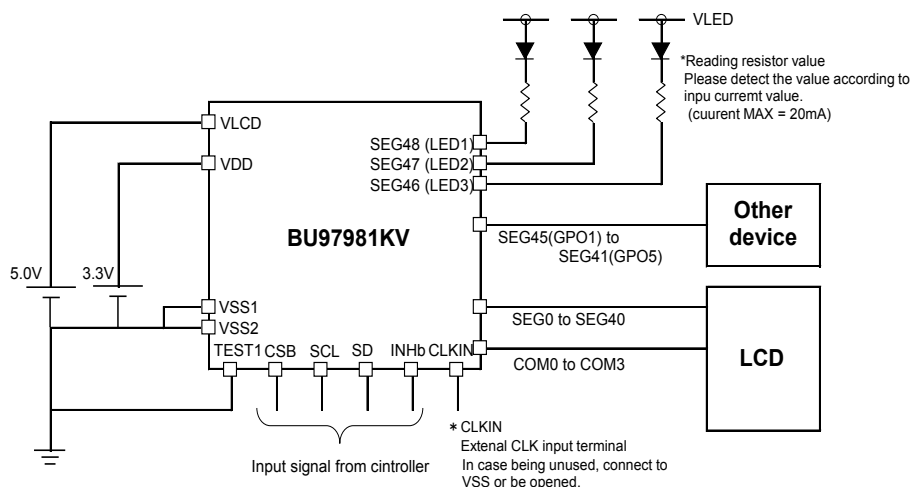 VLED
*Reading resistor value
Please detect the value according to
inpu curremt value.
(cuurent MAX = 20mA)
VLCD
VDD
SEG48 (LED1)
SEG47 (LED2)
SEG46 (LED3)
BU97981KV
SEG45(GPO1) to
SEG41(GPO5)
Other
device
5.0V
3.3V
VSS1
VSS2
SEG0 to SEG40
COM0 to COM3
LCD
TEST1
CSB
SCL
SD
INHb
CLKIN
Input signal from cintroller
* CLKIN
Extenal CLK input terminal
In case being unused, connect to
VSS or be opened.